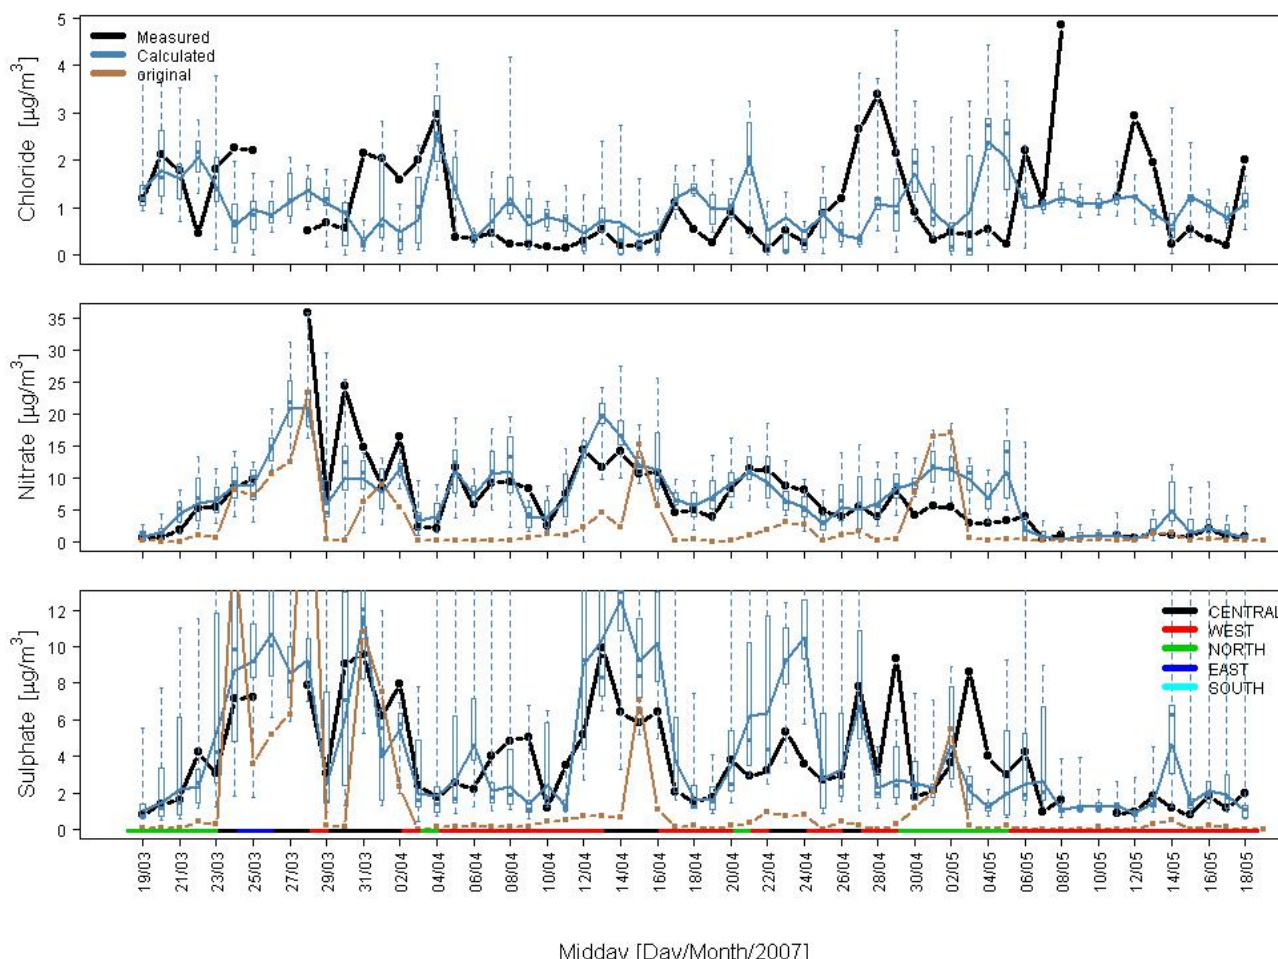 Measured
Calculated
original
Chloride [µg/m³]
5
4
3
2
1
0
Nitrate [µg/m³]
35
30
25
20
15
10
5
0
CENTRAL
WEST
NORTH
EAST
SOUTH
Sulphate [µg/m³]
12
10
8
6
4
2
0
19/03 21/03 23/03 25/03 27/03 29/03 31/03 02/04 04/04 06/04 08/04 10/04 12/04 14/04 16/04 18/04 20/04 22/04 24/04 26/04 28/04 30/04 02/05 04/05 06/05 08/05 10/05 12/05 14/05 16/05 18/05
Midday [Day/Month/2007]